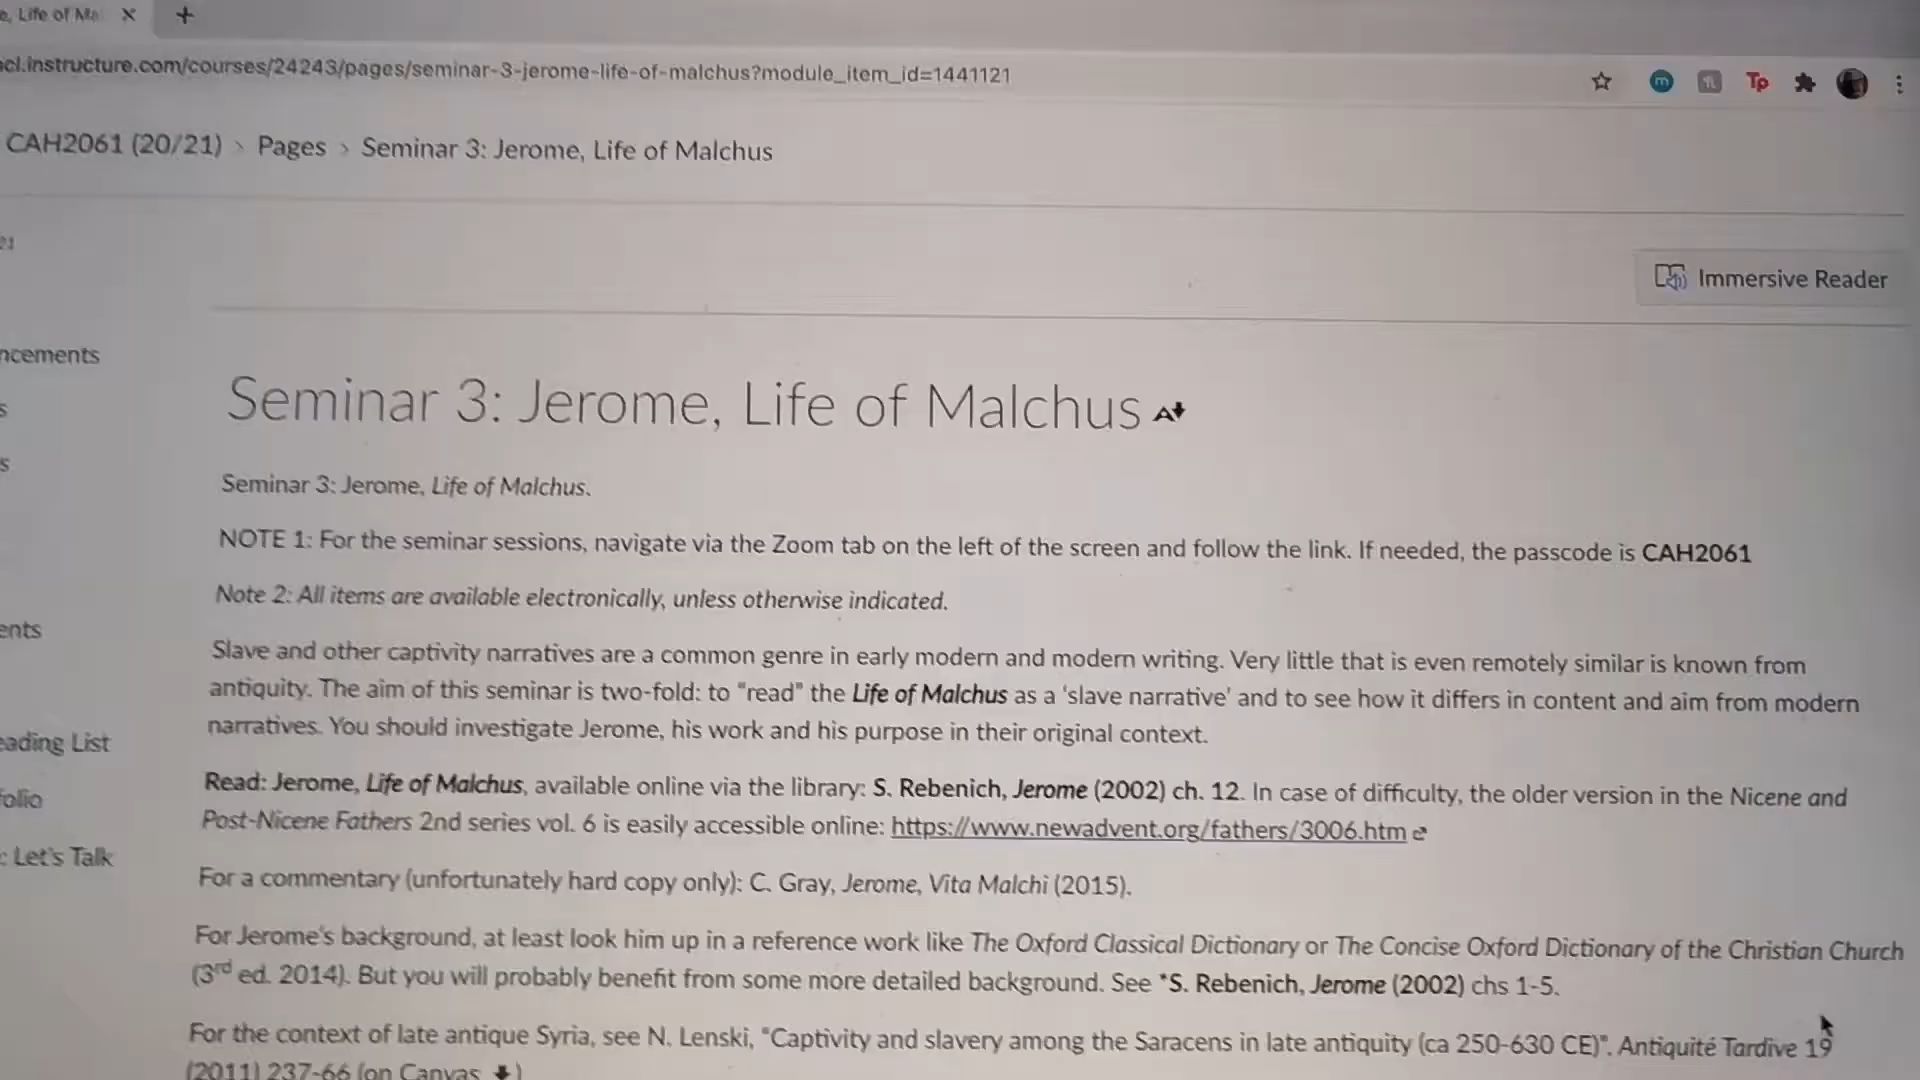 Life of Ma
ncl.instructure.com/courses/24243/pages/seminar-3-jerome-life-of-malchus?module_item_id=1441121
Tp
CAH2061 (20/21) > Pages > Seminar 3: Jerome, Life of Malchus
21
Immersive Reader
ncements
s
Seminar 3: Jerome, Life of Malchus
s
Seminar 3: Jerome, Life of Malchus.
NOTE 1: For the seminar sessions, navigate via the Zoom tab on the left of the screen and follow the link. If needed, the passcode is CAH2061
Note 2: All items are available electronically, unless otherwise indicated.
ents
Slave and other captivity narratives are a common genre in early modern and modern writing. Very little that is even remotely similar is known from
antiquity. The aim of this seminar is two-fold: to "read" the Life of Malchus as a 'slave narrative' and to see how it differs in content and aim from modern
narratives. You should investigate Jerome, his work and his purpose in their original context.
eading List
Read: Jerome, Life of Malchus, available online via the library: S. Rebenich, Jerome (2002) ch. 12. In case of difficulty, the older version in the Nicene and
Post-Nicene Fathers 2nd series vol. 6 is easily accessible online: https://www.newadvent.org/fathers/3006.htm
folio
: Let's Talk
For a commentary (unfortunately hard copy only): C. Gray, Jerome, Vita Malchi (2015).
For Jerome's background, at least look him up in a reference work like The Oxford Classical Dictionary or The Concise Oxford Dictionary of the Christian Church
(3rd ed. 2014). But you will probably benefit from some more detailed background. See *S. Rebenich, Jerome (2002) chs 1-5.
For the context of late antique Syria, see N. Lenski, "Captivity and slavery among the Saracens in late antiquity (ca 250-630 CE)". Antiquité Tardive 19
(2011) 237-66 (on Canvas )